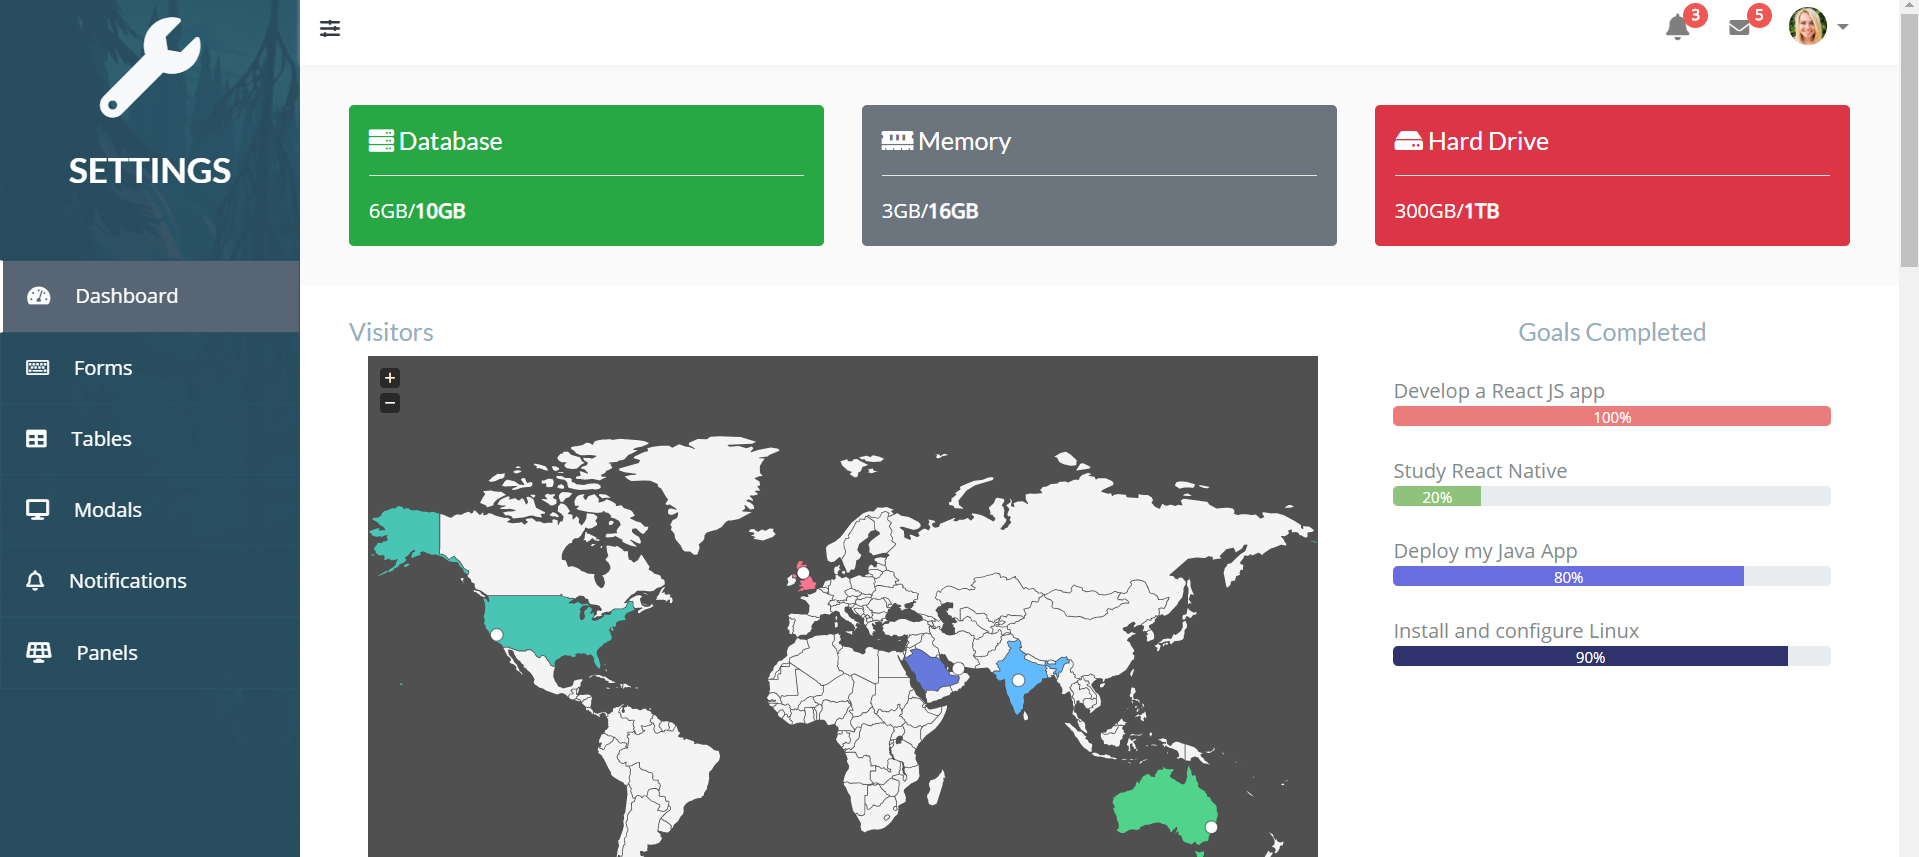 SETTINGS
Dashboard
Forms
Tables
Modals
Notifications
Panels
3
5
Database
6GB/10GB
Memory
3GB/16GB
Hard Drive
300GB/1TB
Visitors
+
−
Goals Completed
Develop a React JS app
100%
Study React Native
20%
Deploy my Java App
80%
Install and configure Linux
90%